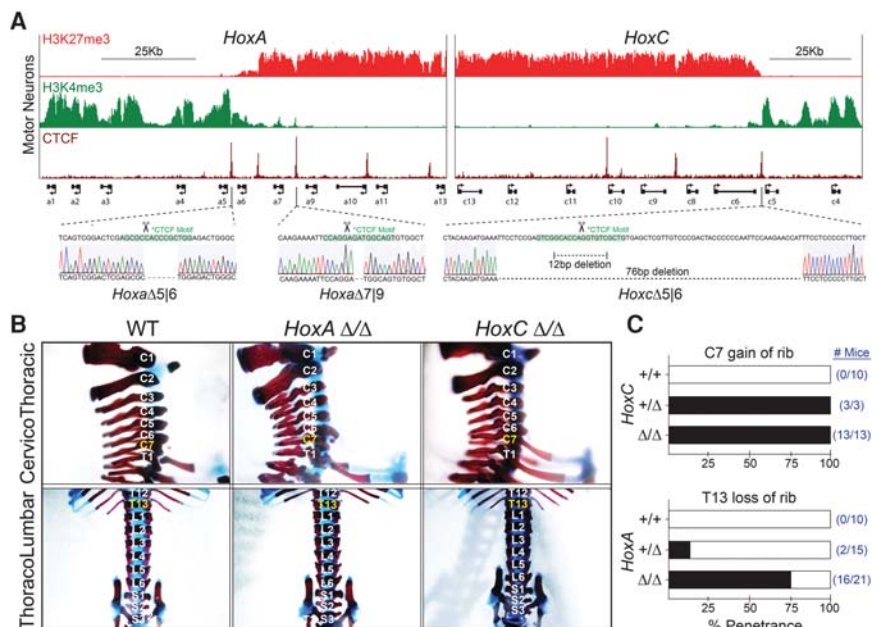 A
HoxA
HoxC
Motor Neurons
H3K27me3
25Kb
25Kb
H3K4me3
CTCF
a1 a2 a3 a4 a5 a6 a7 a9 a10 a11 a13
c13 c12 c11 c10 c9 c8 c6 c5 c4
*CTCF Motif
*CTCF Motif
*CTCF Motif
TCAGTCGGACTCGAGCGCCACCCGCTGGAGACTGGGC
CAAGAAAATTCCAGGAGATGGCAGTGTGGCT
CTACAAGATGAAATTCTCCCGAGTCGGCACCAGGTGTCGCTGTGAGCTCGTTGTCCCGACTACCCCCCAATTCCAAGAACCATTTCCTCCCCCTTGCT
12bp deletion
76bp deletion
TCAGTCGGACTCGAGCGC TGGAGACTGGGC
CAAGAAAATTCCAGGA TGGCAGTGTGGCT
CTACAAGATGAAA TTCCTCCCCCTTGCT
HoxaΔ5|6
HoxaΔ7|9
HoxcΔ5|6
B
WT
HoxA Δ/Δ
HoxC Δ/Δ
CervicoThoracic
C1 C2 C3 C4 C5 C6 C7 T1
C1 C2 C3 C4 C5 C6 C7 T1
C1 C2 C3 C4 C5 C6 C7 T1
ThoracoLumbar
T12 T13 L1 L2 L3 L4 L5 L6 S1 S2 S3
T12 T13 L1 L2 L3 L4 L5 L6 S1 S2 S3
T12 T13 L1 L2 L3 L4 L5 L6 S1 S2 S3
C
C7 gain of rib
# Mice
HoxC
+/+ (0/10)
+/Δ (3/3)
Δ/Δ (13/13)
25 50 75 100
T13 loss of rib
HoxA
+/+ (0/10)
+/Δ (2/15)
Δ/Δ (16/21)
25 50 75 100
% Penetrance